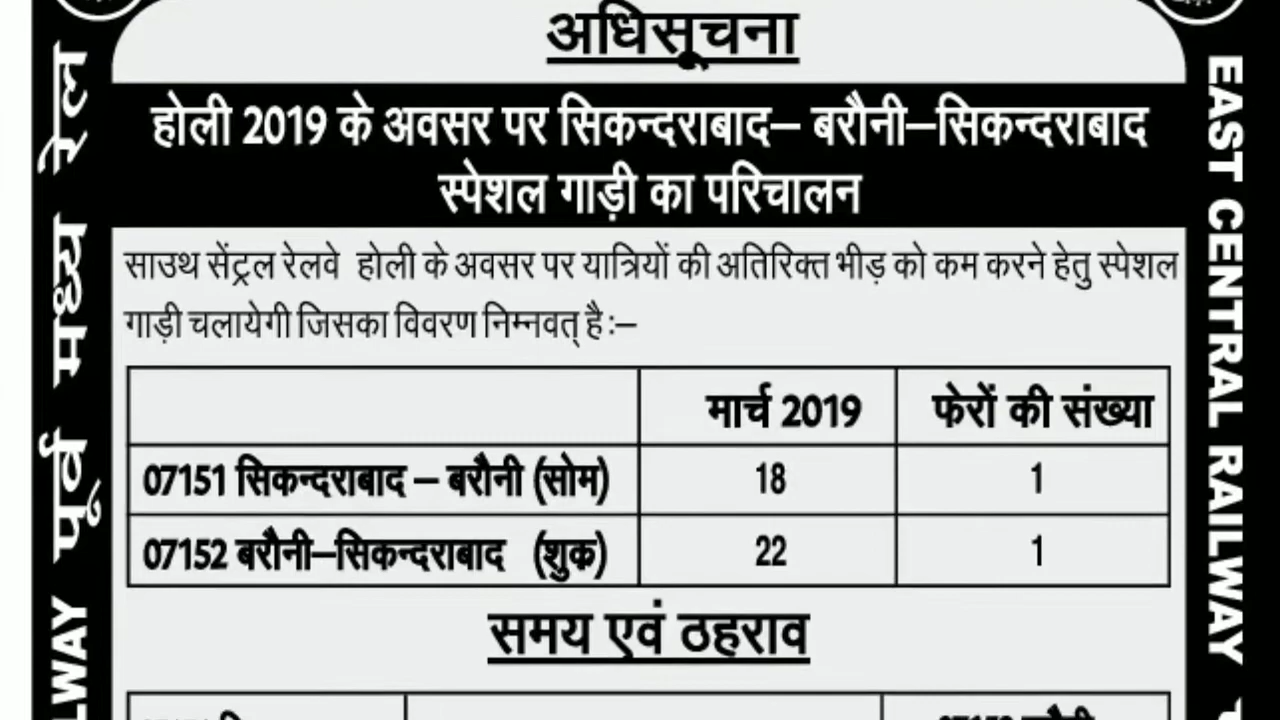 अधिसूचना
होली 2019 के अवसर पर सिकन्दराबाद– बरौनी–सिकन्दराबाद
स्पेशल गाड़ी का परिचालन
साउथ सेंट्रल रेलवे होली के अवसर पर यात्रियों की अतिरिक्त भीड़ को कम करने हेतु स्पेशल
गाड़ी चलायेगी जिसका विवरण निम्नवत् है :–
मार्च 2019 फेरों की संख्या
07151 सिकन्दराबाद – बरौनी (सोम) 18 1
07152 बरौनी–सिकन्दराबाद (शुक) 22 1
समय एवं ठहराव
पूर्व मध्य रेल
LWAY
EAST CENTRAL RAILWAY